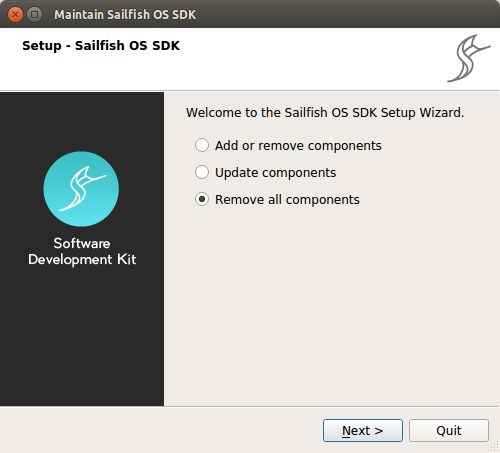 Maintain Sailfish OS SDK
Setup - Sailfish OS SDK
Welcome to the Sailfish OS SDK Setup Wizard.
Add or remove components
Update components
Remove all components
Software
Development Kit
Next >
Quit